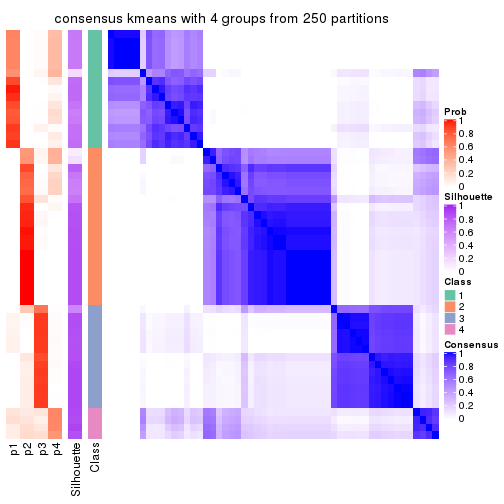 consensus kmeans with 4 groups from 250 partitions
p1
p2
p3
p4
Silhouette
Class
Prob
1
0.8
0.6
0.4
0.2
0
Silhouette
1
0.8
0.6
0.4
0.2
0
Class
1
2
3
4
Consensus
1
0.8
0.6
0.4
0.2
0